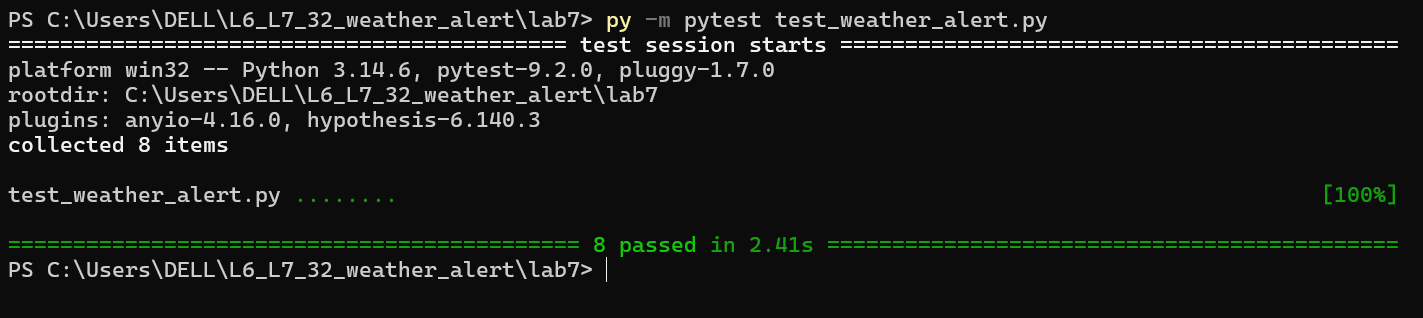 PS C:\Users\DELL\L6_L7_32_weather_alert\lab7> py -m pytest test_weather_alert.py
=========================================== test session starts ===========================================
platform win32 -- Python 3.14.6, pytest-9.2.0, pluggy-1.7.0
rootdir: C:\Users\DELL\L6_L7_32_weather_alert\lab7
plugins: anyio-4.16.0, hypothesis-6.140.3
collected 8 items
test_weather_alert.py ........ [100%]
============================================ 8 passed in 2.41s ============================================
PS C:\Users\DELL\L6_L7_32_weather_alert\lab7>